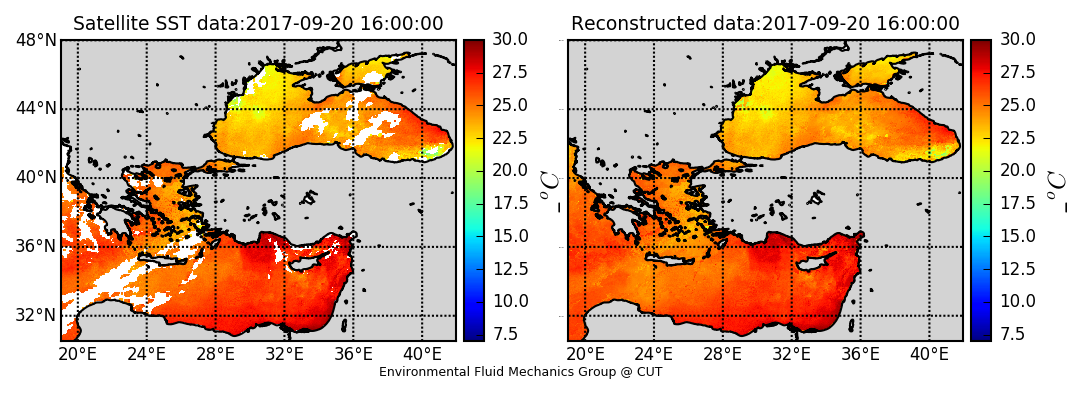 Satellite SST data:2017-09-20 16:00:00
48°N
44°N
40°N
36°N
32°N
20°E 24°E 28°E 32°E 36°E 40°E
30.0
27.5
25.0
22.5
20.0
17.5
15.0
12.5
10.0
7.5
_ °C
Reconstructed data:2017-09-20 16:00:00
20°E 24°E 28°E 32°E 36°E 40°E
30.0
27.5
25.0
22.5
20.0
17.5
15.0
12.5
10.0
7.5
_ °C
Environmental Fluid Mechanics Group @ CUT